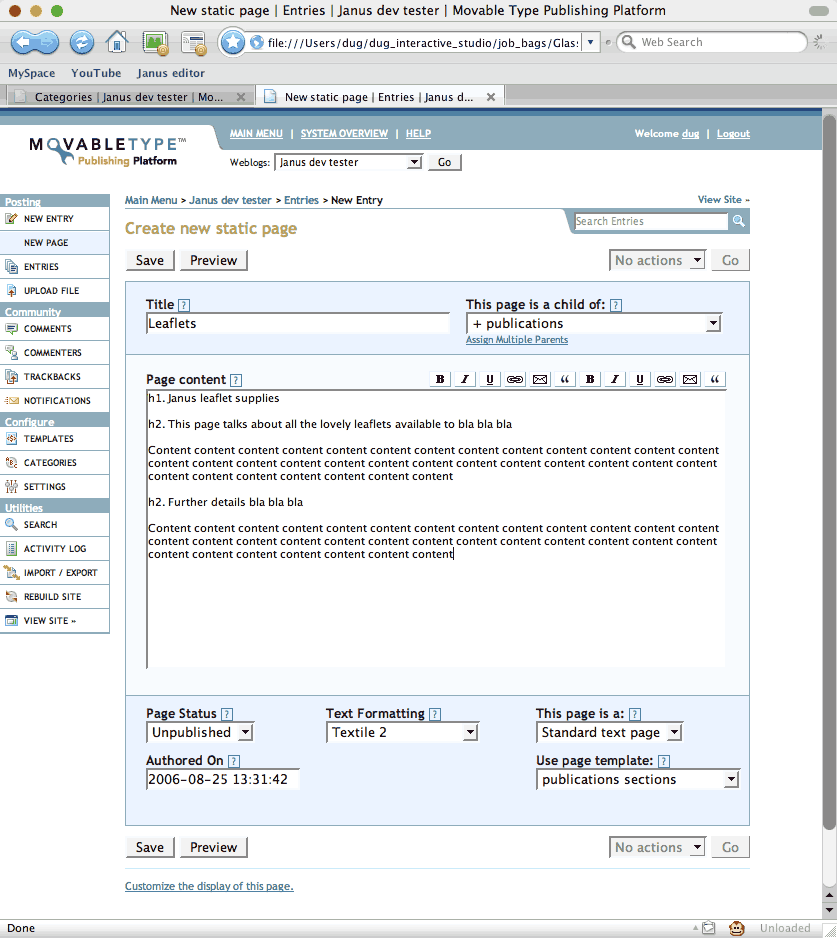 New static page | Entries | Janus dev tester | Movable Type Publishing Platform
file:///Users/dug/dug_interactive_studio/job_bags/Glas
Web Search
MySpace YouTube Janus editor
Categories | Janus dev tester | Mo...
New static page | Entries | Janus d...
MOVABLETYPE™
Publishing Platform
MAIN MENU | SYSTEM OVERVIEW | HELP
Welcome dug | Logout
Weblogs: Janus dev tester Go
Posting
NEW ENTRY
NEW PAGE
ENTRIES
UPLOAD FILE
Community
COMMENTS
COMMENTERS
TRACKBACKS
NOTIFICATIONS
Configure
TEMPLATES
CATEGORIES
SETTINGS
Utilities
SEARCH
ACTIVITY LOG
IMPORT / EXPORT
REBUILD SITE
VIEW SITE »
Main Menu > Janus dev tester > Entries > New Entry
View Site »
Create new static page
Search Entries
Save Preview
No actions Go
Title ?
Leaflets
This page is a child of: ?
+ publications
Assign Multiple Parents
Page content ?
B I U “ B I U “
h1. Janus leaflet supplies
h2. This page talks about all the lovely leaflets available to bla bla bla
Content content content content content content content content content content content content content
content content content content content content content content content content content content content
content content content content content content content
h2. Further details bla bla bla
Content content content content content content content content content content content content content
content content content content content content content content content content content content content
content content content content content content content
Page Status ?
Unpublished
Text Formatting ?
Textile 2
This page is a: ?
Standard text page
Authored On ?
2006-08-25 13:31:42
Use page template: ?
publications sections
Save Preview
No actions Go
Customize the display of this page.
Done
Unloaded